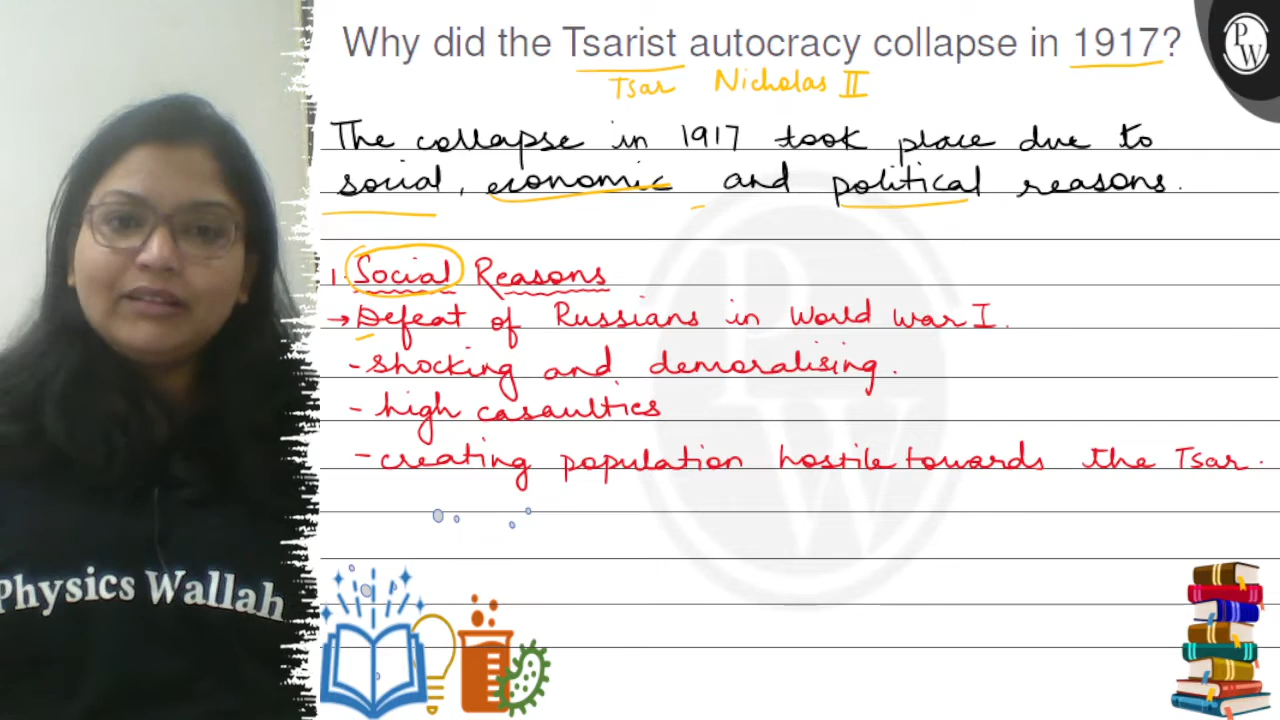 Why did the Tsarist autocracy collapse in 1917?
Tsar Nicholas II
PW
The collapse in 1917 took place due to
social, economic and political reasons.
1. Social Reasons
→ Defeat of Russians in World War I.
- shocking and demoralising.
- high casaulties
- creating population hostile towards the Tsar.
PW
Physics Wallah